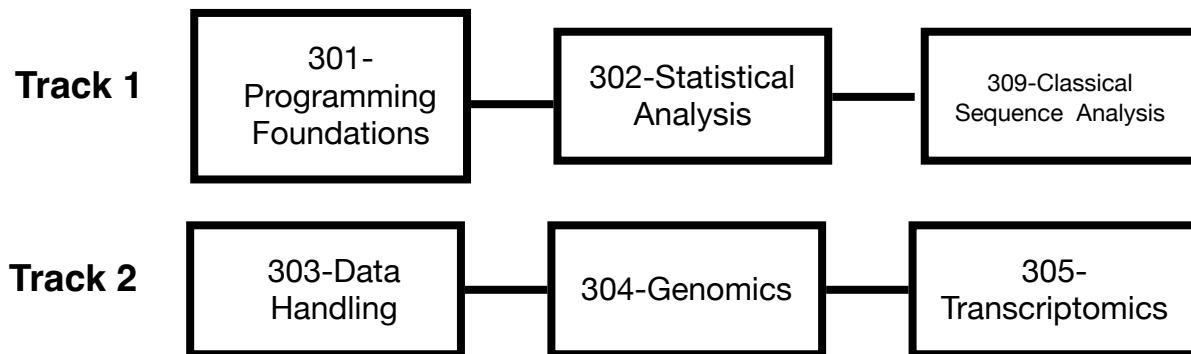 Track 1
301-
Programming
Foundations
302-Statistical
Analysis
309-Classical
Sequence Analysis
Track 2
303-Data
Handling
304-Genomics
305-
Transcriptomics